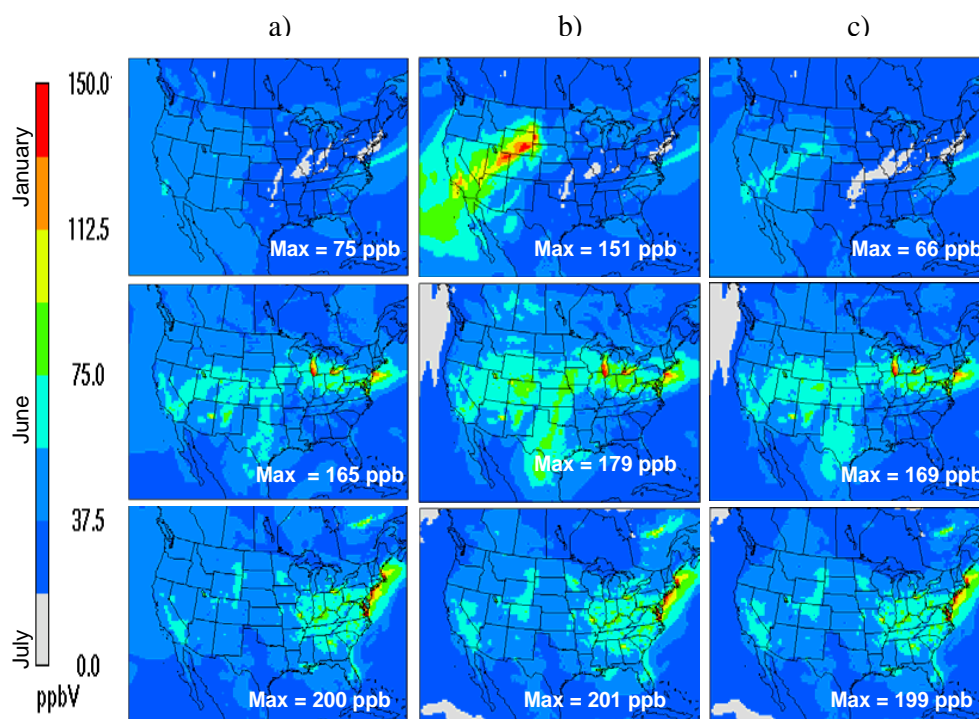 a)
b)
c)
January
June
July
150.0
112.5
75.0
37.5
0.0
ppbV
Max = 75 ppb
Max = 151 ppb
Max = 66 ppb
Max = 165 ppb
Max = 179 ppb
Max = 169 ppb
Max = 200 ppb
Max = 201 ppb
Max = 199 ppb